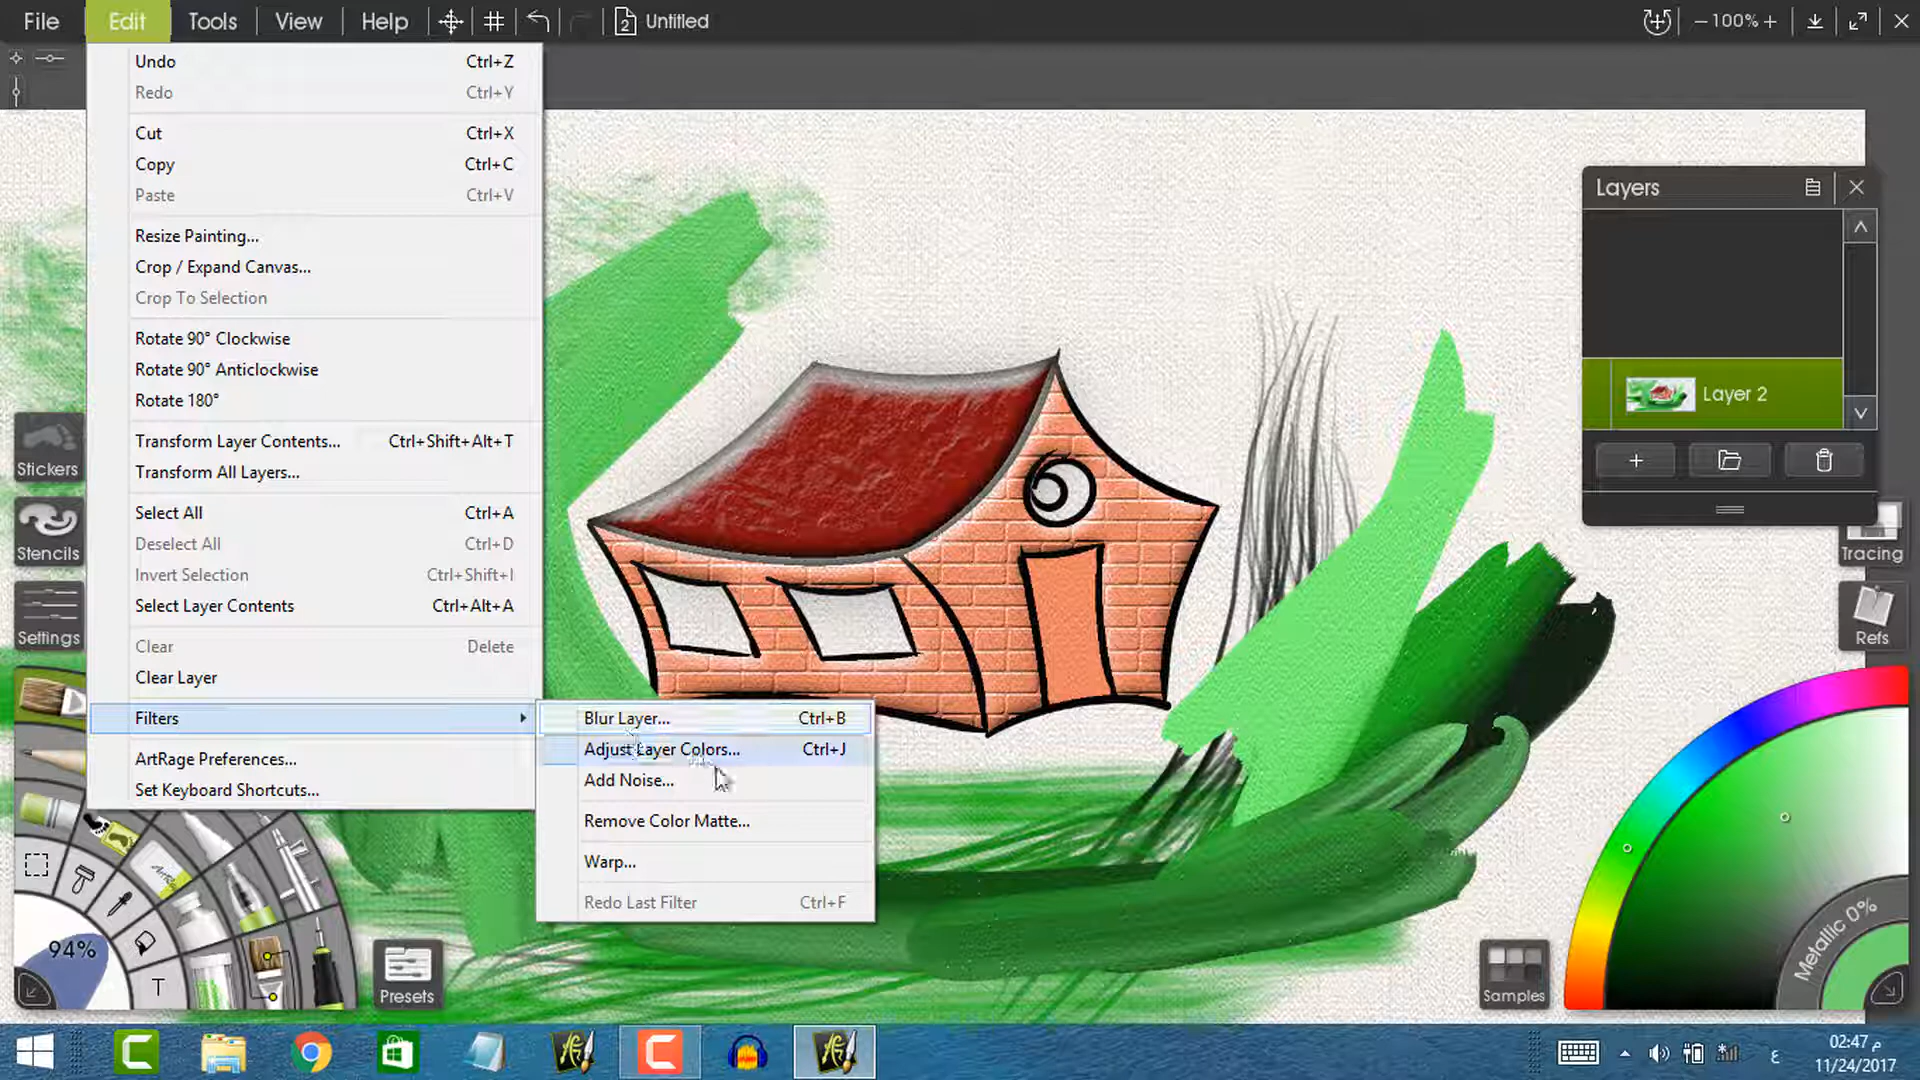 File Edit Tools View Help 2 Untitled 100%
Undo Ctrl+Z
Redo Ctrl+Y
Cut Ctrl+X
Copy Ctrl+C
Paste Ctrl+V
Resize Painting...
Crop / Expand Canvas...
Crop To Selection
Rotate 90° Clockwise
Rotate 90° Anticlockwise
Rotate 180°
Transform Layer Contents... Ctrl+Shift+Alt+T
Transform All Layers...
Select All Ctrl+A
Deselect All Ctrl+D
Invert Selection Ctrl+Shift+I
Select Layer Contents Ctrl+Alt+A
Clear Delete
Clear Layer
Filters
ArtRage Preferences...
Set Keyboard Shortcuts...
Blur Layer... Ctrl+B
Adjust Layer Colors... Ctrl+J
Add Noise...
Remove Color Matte...
Warp...
Redo Last Filter Ctrl+F
Layers
Layer 2
Stickers
Stencils
Settings
Tracing
Refs
94%
T
Presets
Samples
Metallic 0%
ع
02:47 م
11/24/2017